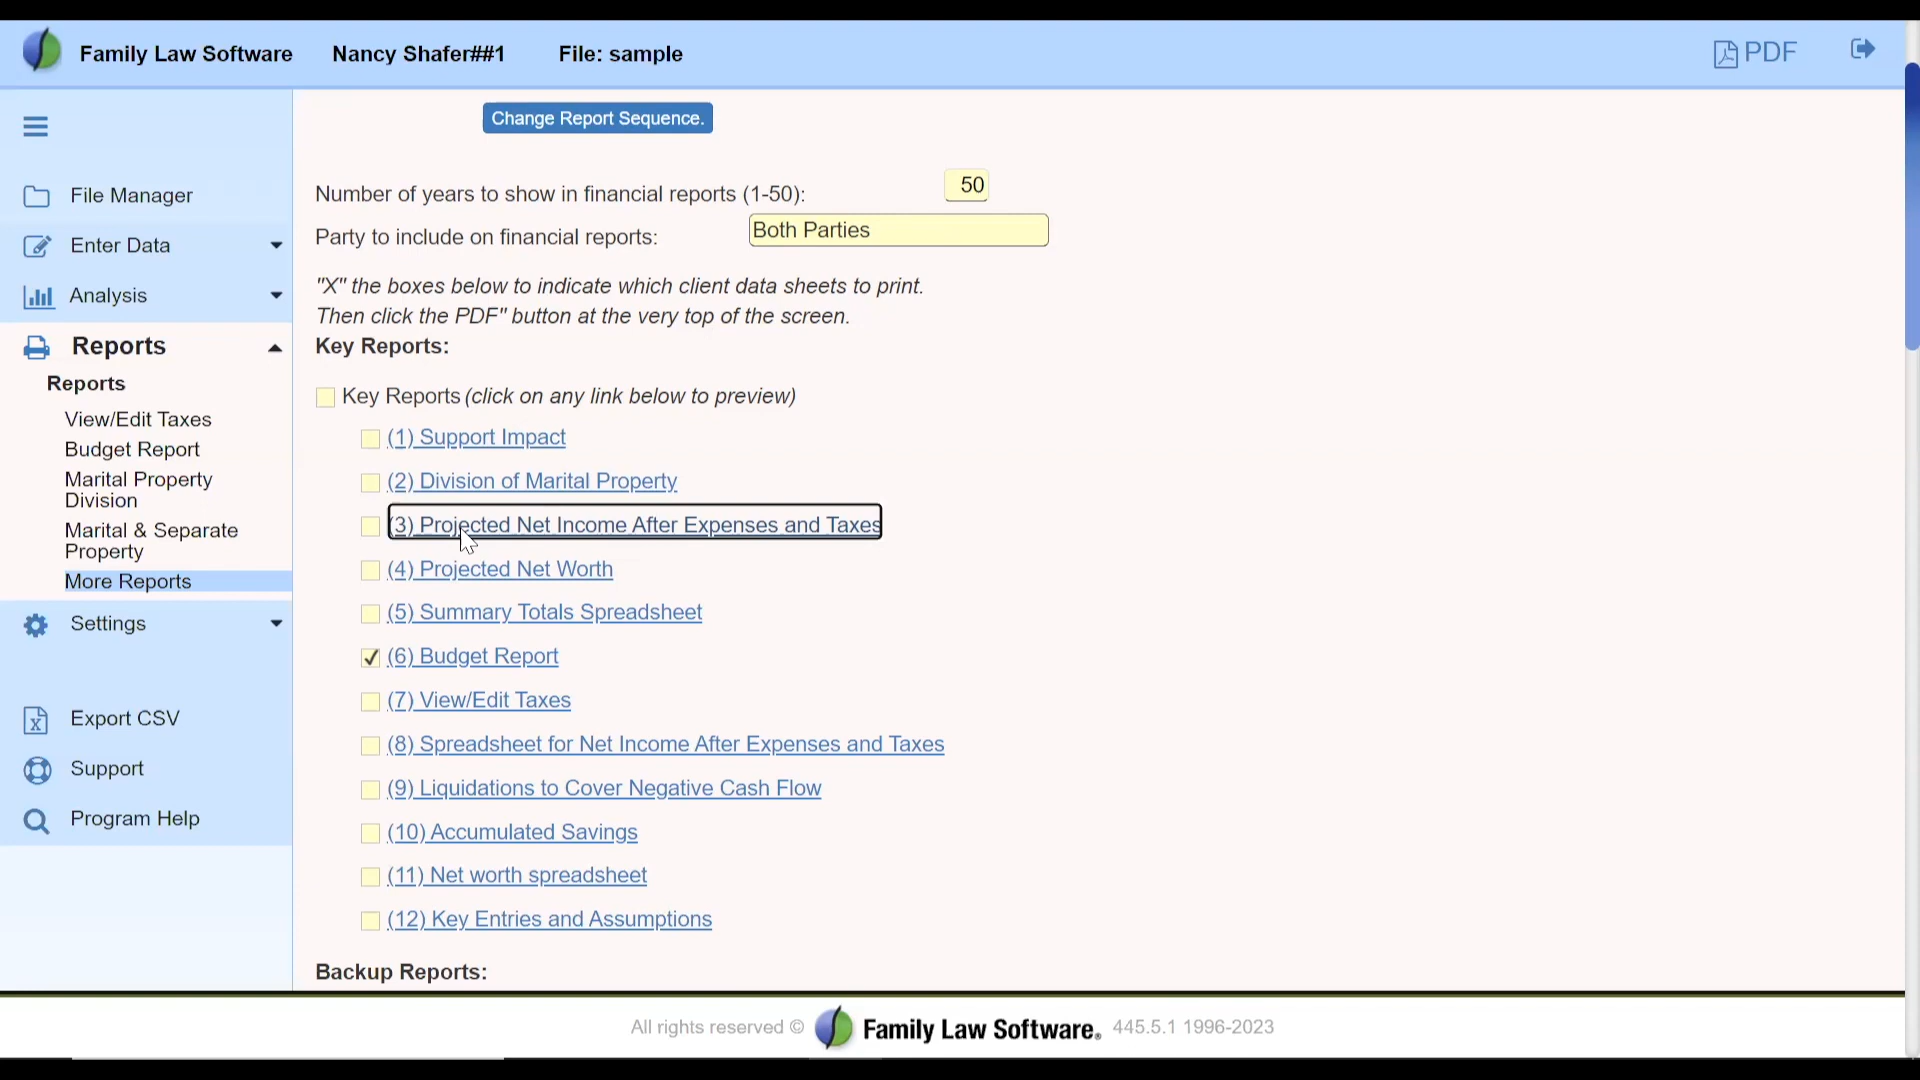 Family Law Software
Nancy Shafer##1
File: sample
PDF
File Manager
Enter Data
Analysis
Reports
Reports
View/Edit Taxes
Budget Report
Marital Property
Division
Marital & Separate
Property
More Reports
Settings
Export CSV
Support
Program Help
Change Report Sequence.
Number of years to show in financial reports (1-50):
50
Party to include on financial reports:
Both Parties
"X" the boxes below to indicate which client data sheets to print.
Then click the PDF" button at the very top of the screen.
Key Reports:
Key Reports (click on any link below to preview)
(1) Support Impact
(2) Division of Marital Property
(3) Projected Net Income After Expenses and Taxes
(4) Projected Net Worth
(5) Summary Totals Spreadsheet
(6) Budget Report
(7) View/Edit Taxes
(8) Spreadsheet for Net Income After Expenses and Taxes
(9) Liquidations to Cover Negative Cash Flow
(10) Accumulated Savings
(11) Net worth spreadsheet
(12) Key Entries and Assumptions
Backup Reports:
All rights reserved © Family Law Software® 445.5.1 1996-2023